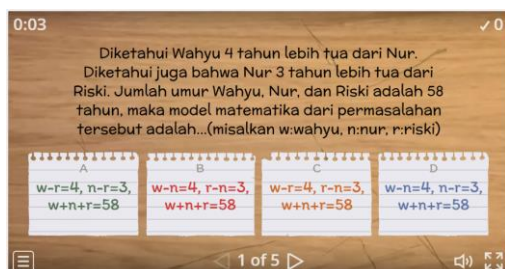 0:03
✓0
Diketahui Wahyu 4 tahun lebih tua dari Nur.
Diketahui juga bahwa Nur 3 tahun lebih tua dari
Riski. Jumlah umur Wahyu, Nur, dan Riski adalah 58
tahun, maka model matematika dari permasalahan
tersebut adalah...(misalkan w:wahyu, n:nur, r:riski)
A
w-r=4, n-r=3,
w+n+r=58
B
w-n=4, r-n=3,
w+n+r=58
C
w-r=4, r-n=3,
w+n+r=58
D
w-n=4, n-r=3,
w+n+r=58
1 of 5